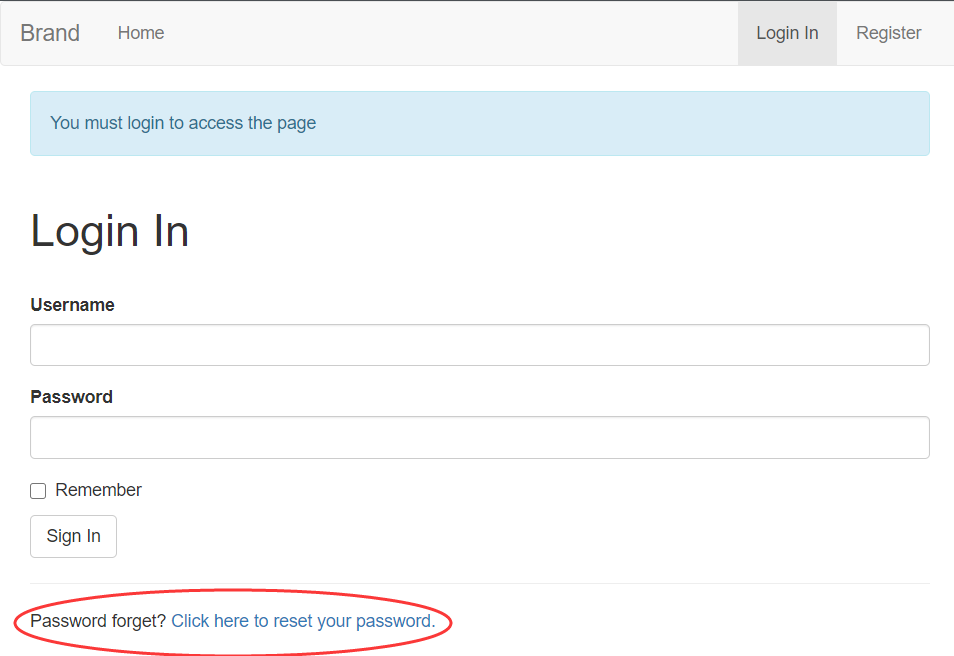 Brand Home Login In Register
You must login to access the page
Login In
Username
Password
Remember
Sign In
Password forget? Click here to reset your password.